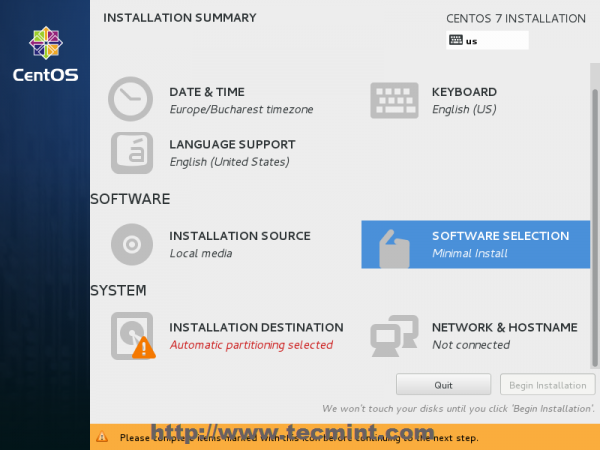 INSTALLATION SUMMARY
CENTOS 7 INSTALLATION
us
CentOS
DATE & TIME
Europe/Bucharest timezone
KEYBOARD
English (US)
LANGUAGE SUPPORT
English (United States)
SOFTWARE
INSTALLATION SOURCE
Local media
SOFTWARE SELECTION
Minimal Install
SYSTEM
INSTALLATION DESTINATION
Automatic partitioning selected
NETWORK & HOSTNAME
Not connected
Quit
Begin Installation
We won't touch your disks until you click 'Begin Installation'.
Please complete items marked with this icon before continuing to the next step.
http://www.tecmint.com